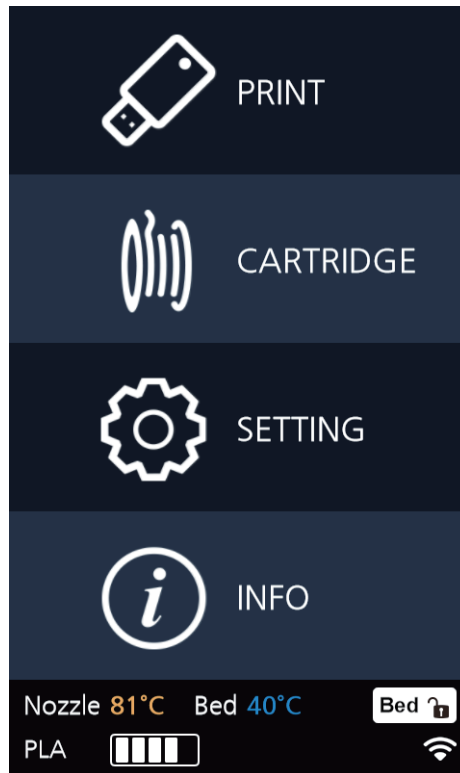 PRINT
CARTRIDGE
SETTING
i
INFO
Nozzle 81°C Bed 40°C Bed
PLA